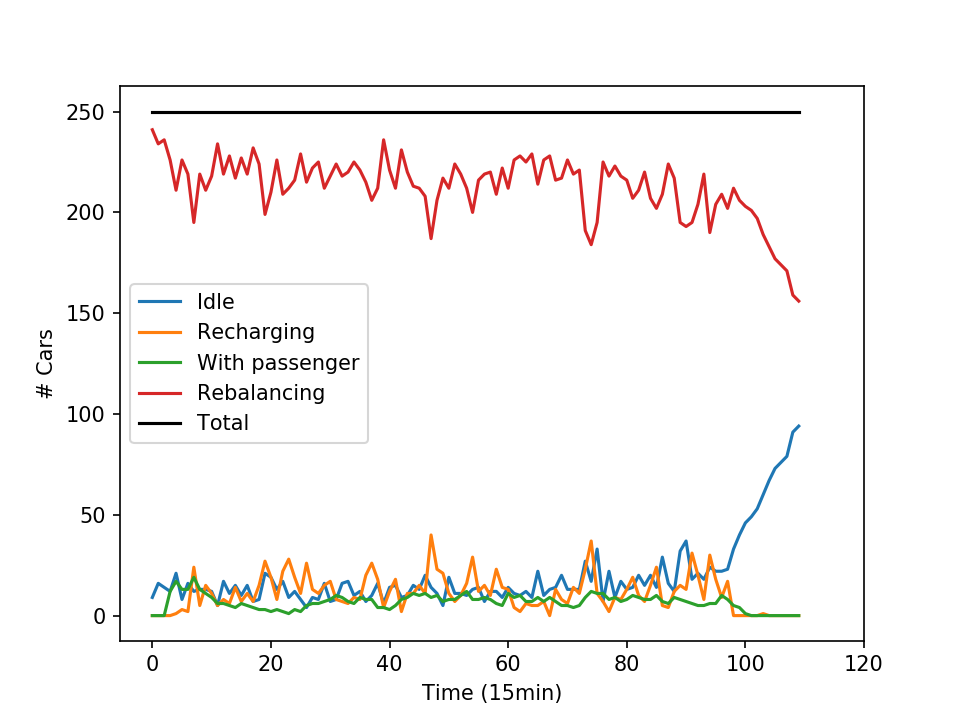 250
200
150
100
50
0
# Cars
Idle
Recharging
With passenger
Rebalancing
Total
0 20 40 60 80 100 120
Time (15min)